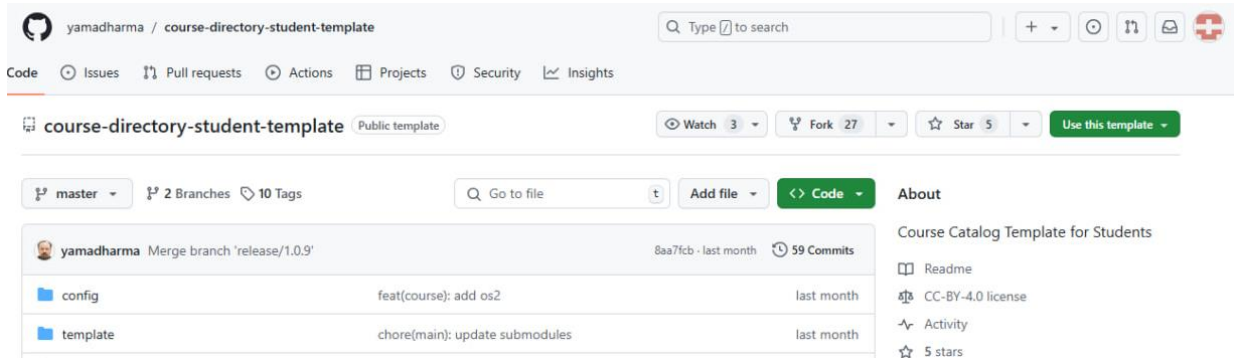 yamadharma / course-directory-student-template
Type / to search
Code Issues Pull requests Actions Projects Security Insights
course-directory-student-template Public template
Watch 3 Fork 27 Star 5 Use this template
master 2 Branches 10 Tags Go to file t Add file <> Code
About
yamadharma Merge branch 'release/1.0.9' 8aa7fcb · last month 59 Commits
Course Catalog Template for Students
Readme
config feat(course): add os2 last month
CC-BY-4.0 license
template chore(main): update submodules last month
Activity
5 stars